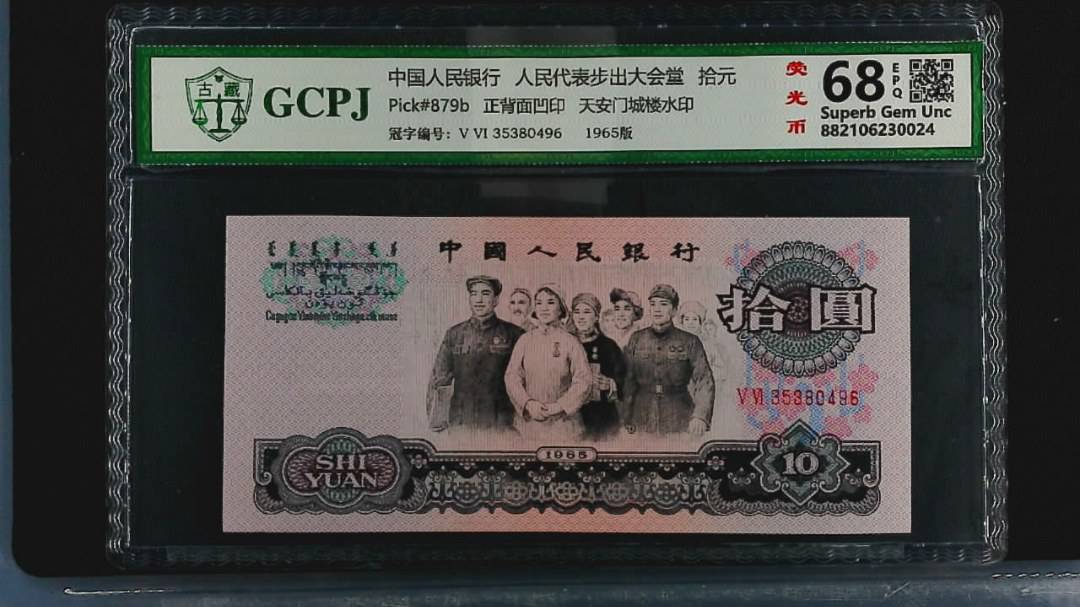 古藏
GCPJ
中国人民银行 人民代表步出大会堂 拾元
Pick#879b 正背面凹印 天安门城楼水印
冠字编号：V VI 35380496 1965版
荧光币
68
EPQ
Superb Gem Unc
882106230024
中國人民銀行
拾圓
V VI 35380496
1965
SHI
YUAN
10